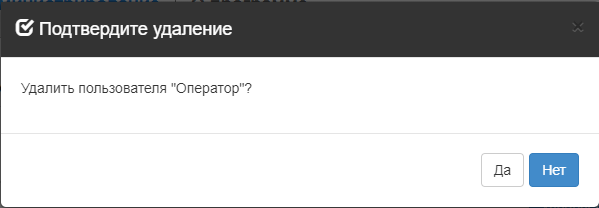 Подтвердите удаление
Удалить пользователя "Оператор"?
Да
Нет